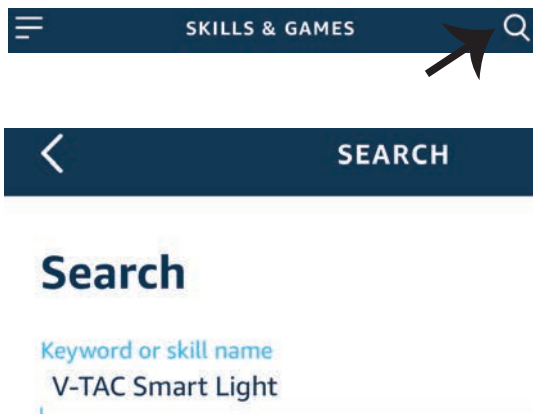 SKILLS & GAMES
SEARCH
Search
Keyword or skill name
V-TAC Smart Light